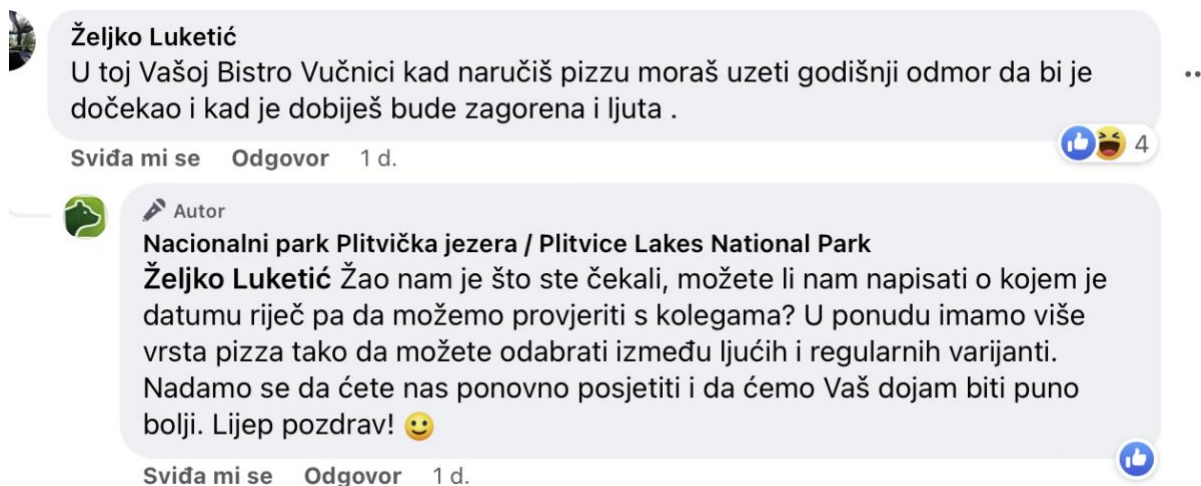 Željko Luketić
U toj Vašoj Bistro Vučnici kad naručiš pizzu moraš uzeti godišnji odmor da bi je
dočekao i kad je dobiješ bude zagorena i ljuta .
4
Sviđa mi se Odgovor 1 d.
Autor
Nacionalni park Plitvička jezera / Plitvice Lakes National Park
Željko Luketić Žao nam je što ste čekali, možete li nam napisati o kojem je
datumu riječ pa da možemo provjeriti s kolegama? U ponudu imamo više
vrsta pizza tako da možete odabrati između ljućih i regularnih varijanti.
Nadamo se da ćete nas ponovno posjetiti i da ćemo Vaš dojam biti puno
bolji. Lijep pozdrav! 🙂
Sviđa mi se Odgovor 1 d.